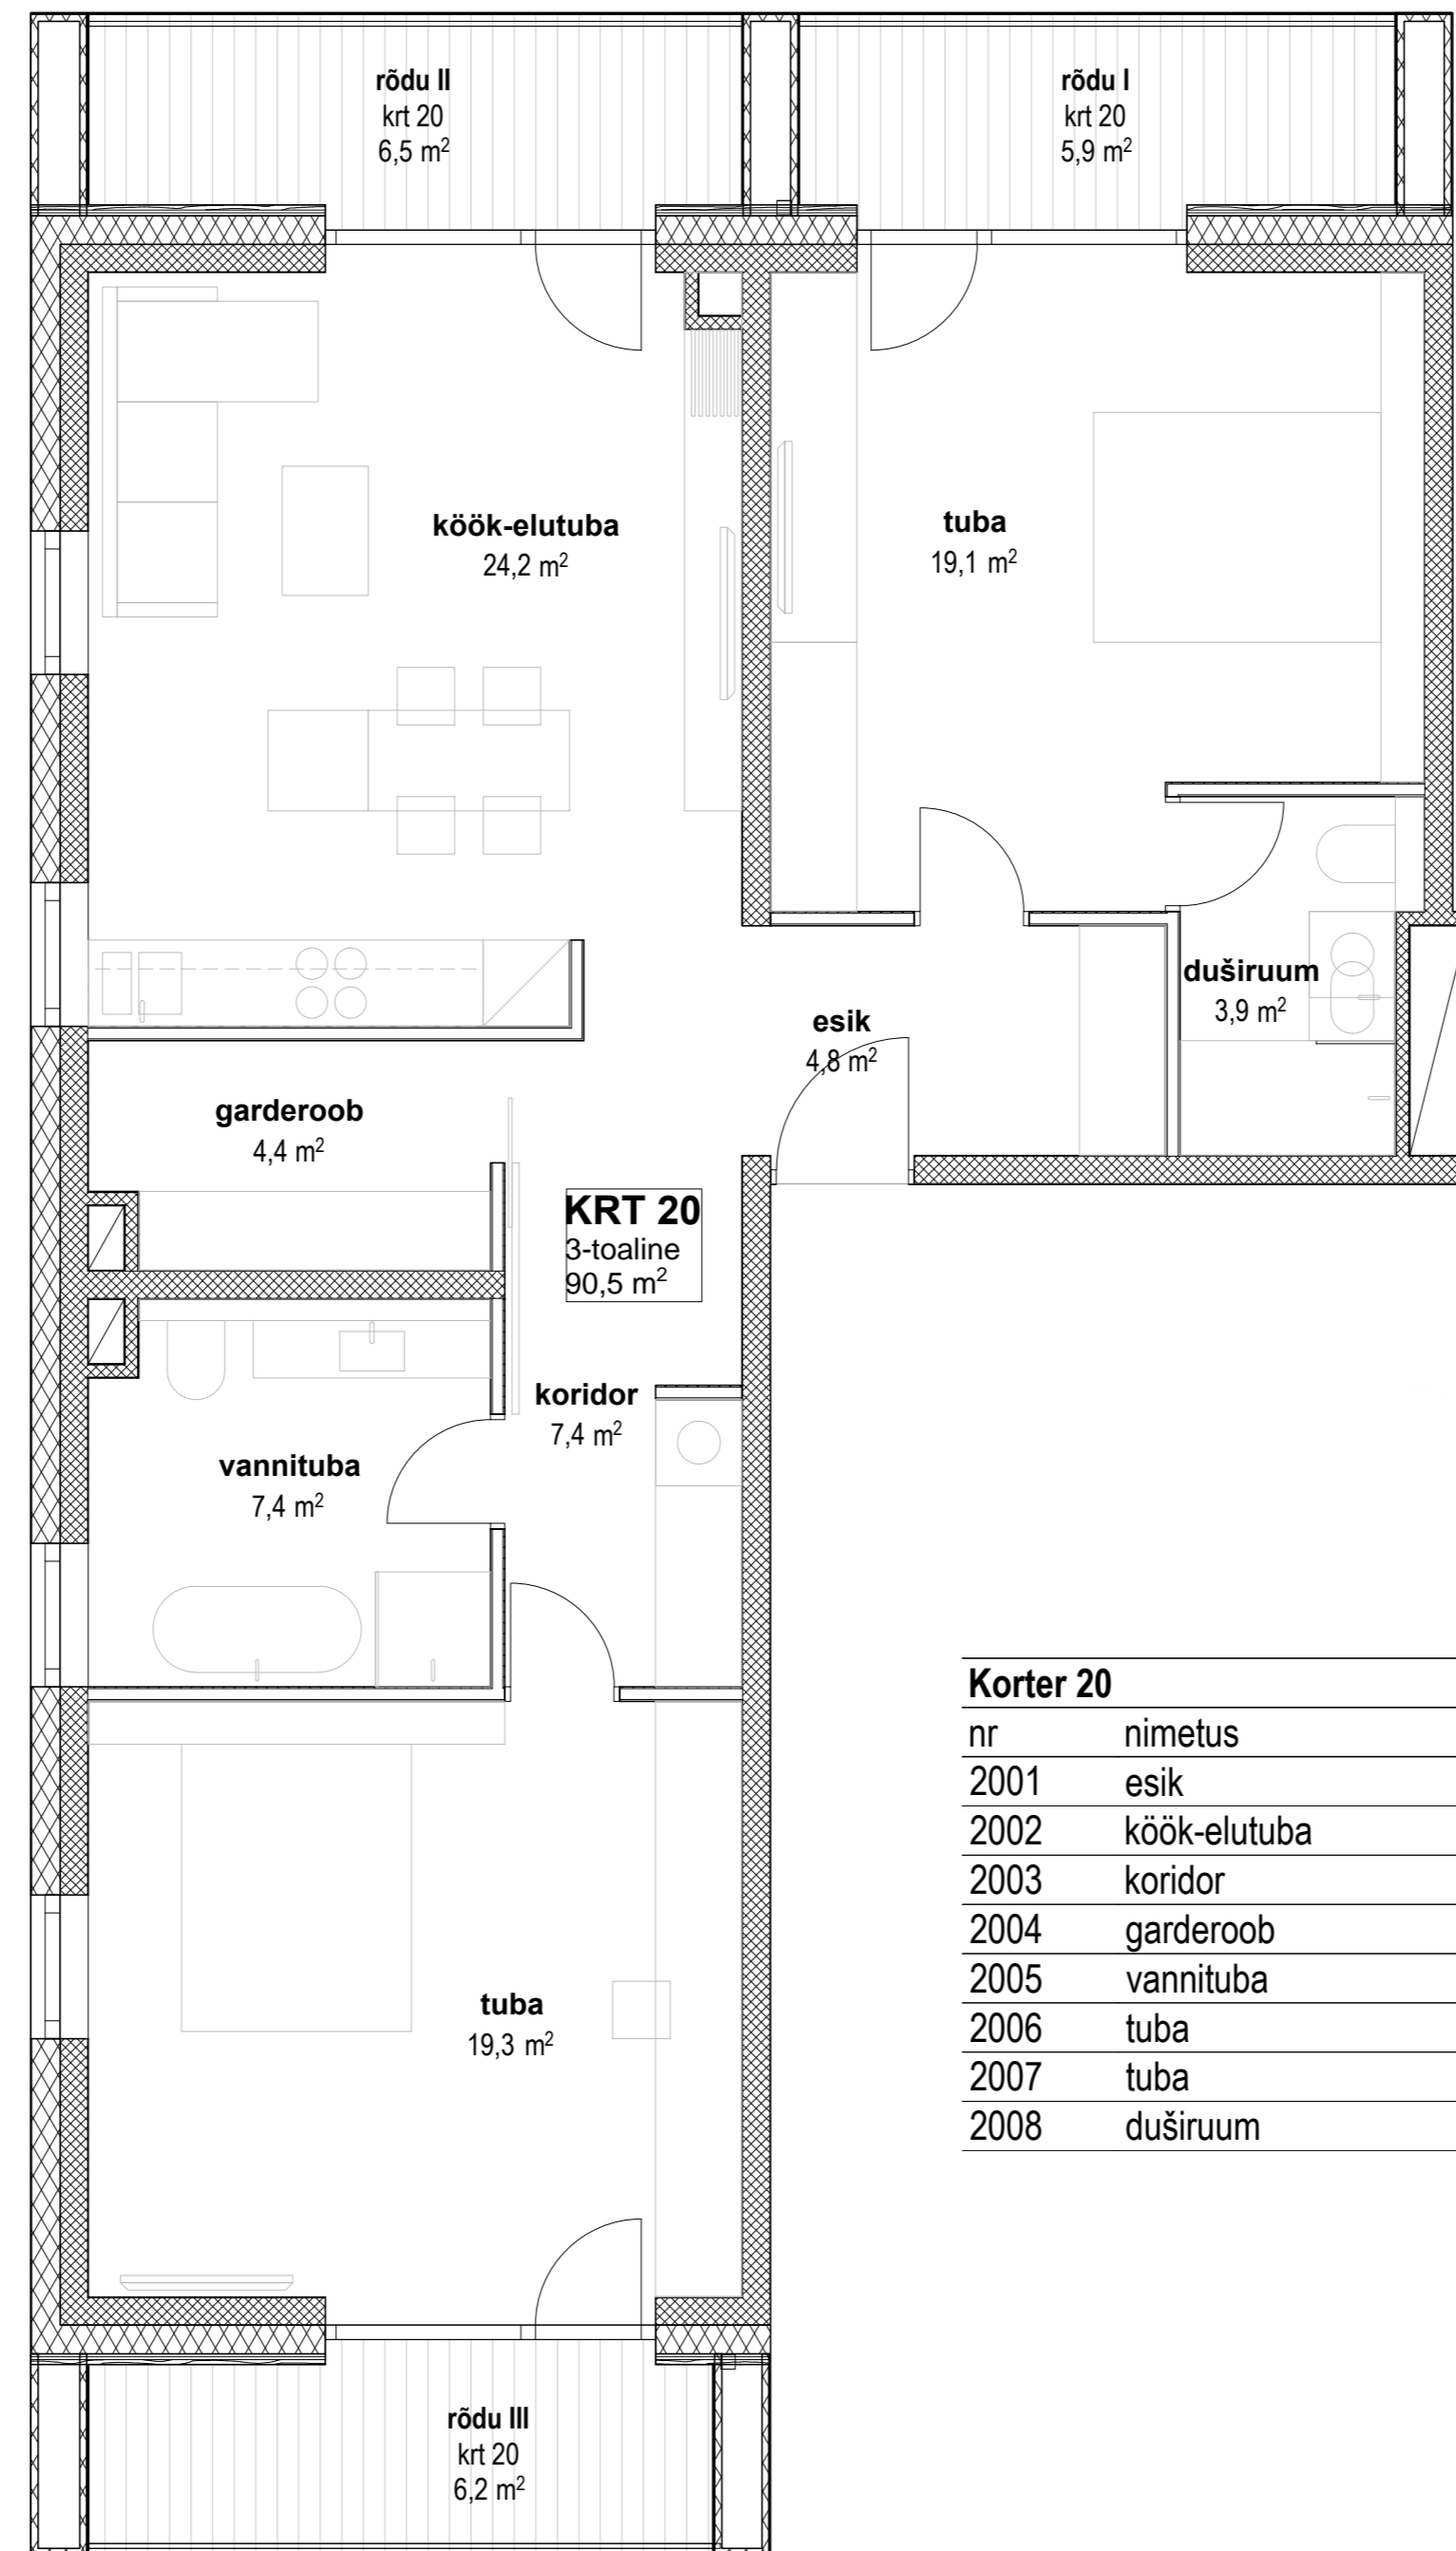 rõdu II
krt 20
6,5 m²
rõdu I
krt 20
5,9 m²
köök-elutuba
24,2 m²
tuba
19,1 m²
duširuum
3,9 m²
esik
4,8 m²
garderoob
4,4 m²
KRT 20
3-toaline
90,5 m²
koridor
7,4 m²
vannituba
7,4 m²
tuba
19,3 m²
rõdu III
krt 20
6,2 m²
Korter 20
nr nimetus
2001 esik
2002 köök-elutuba
2003 koridor
2004 garderoob
2005 vannituba
2006 tuba
2007 tuba
2008 duširuum